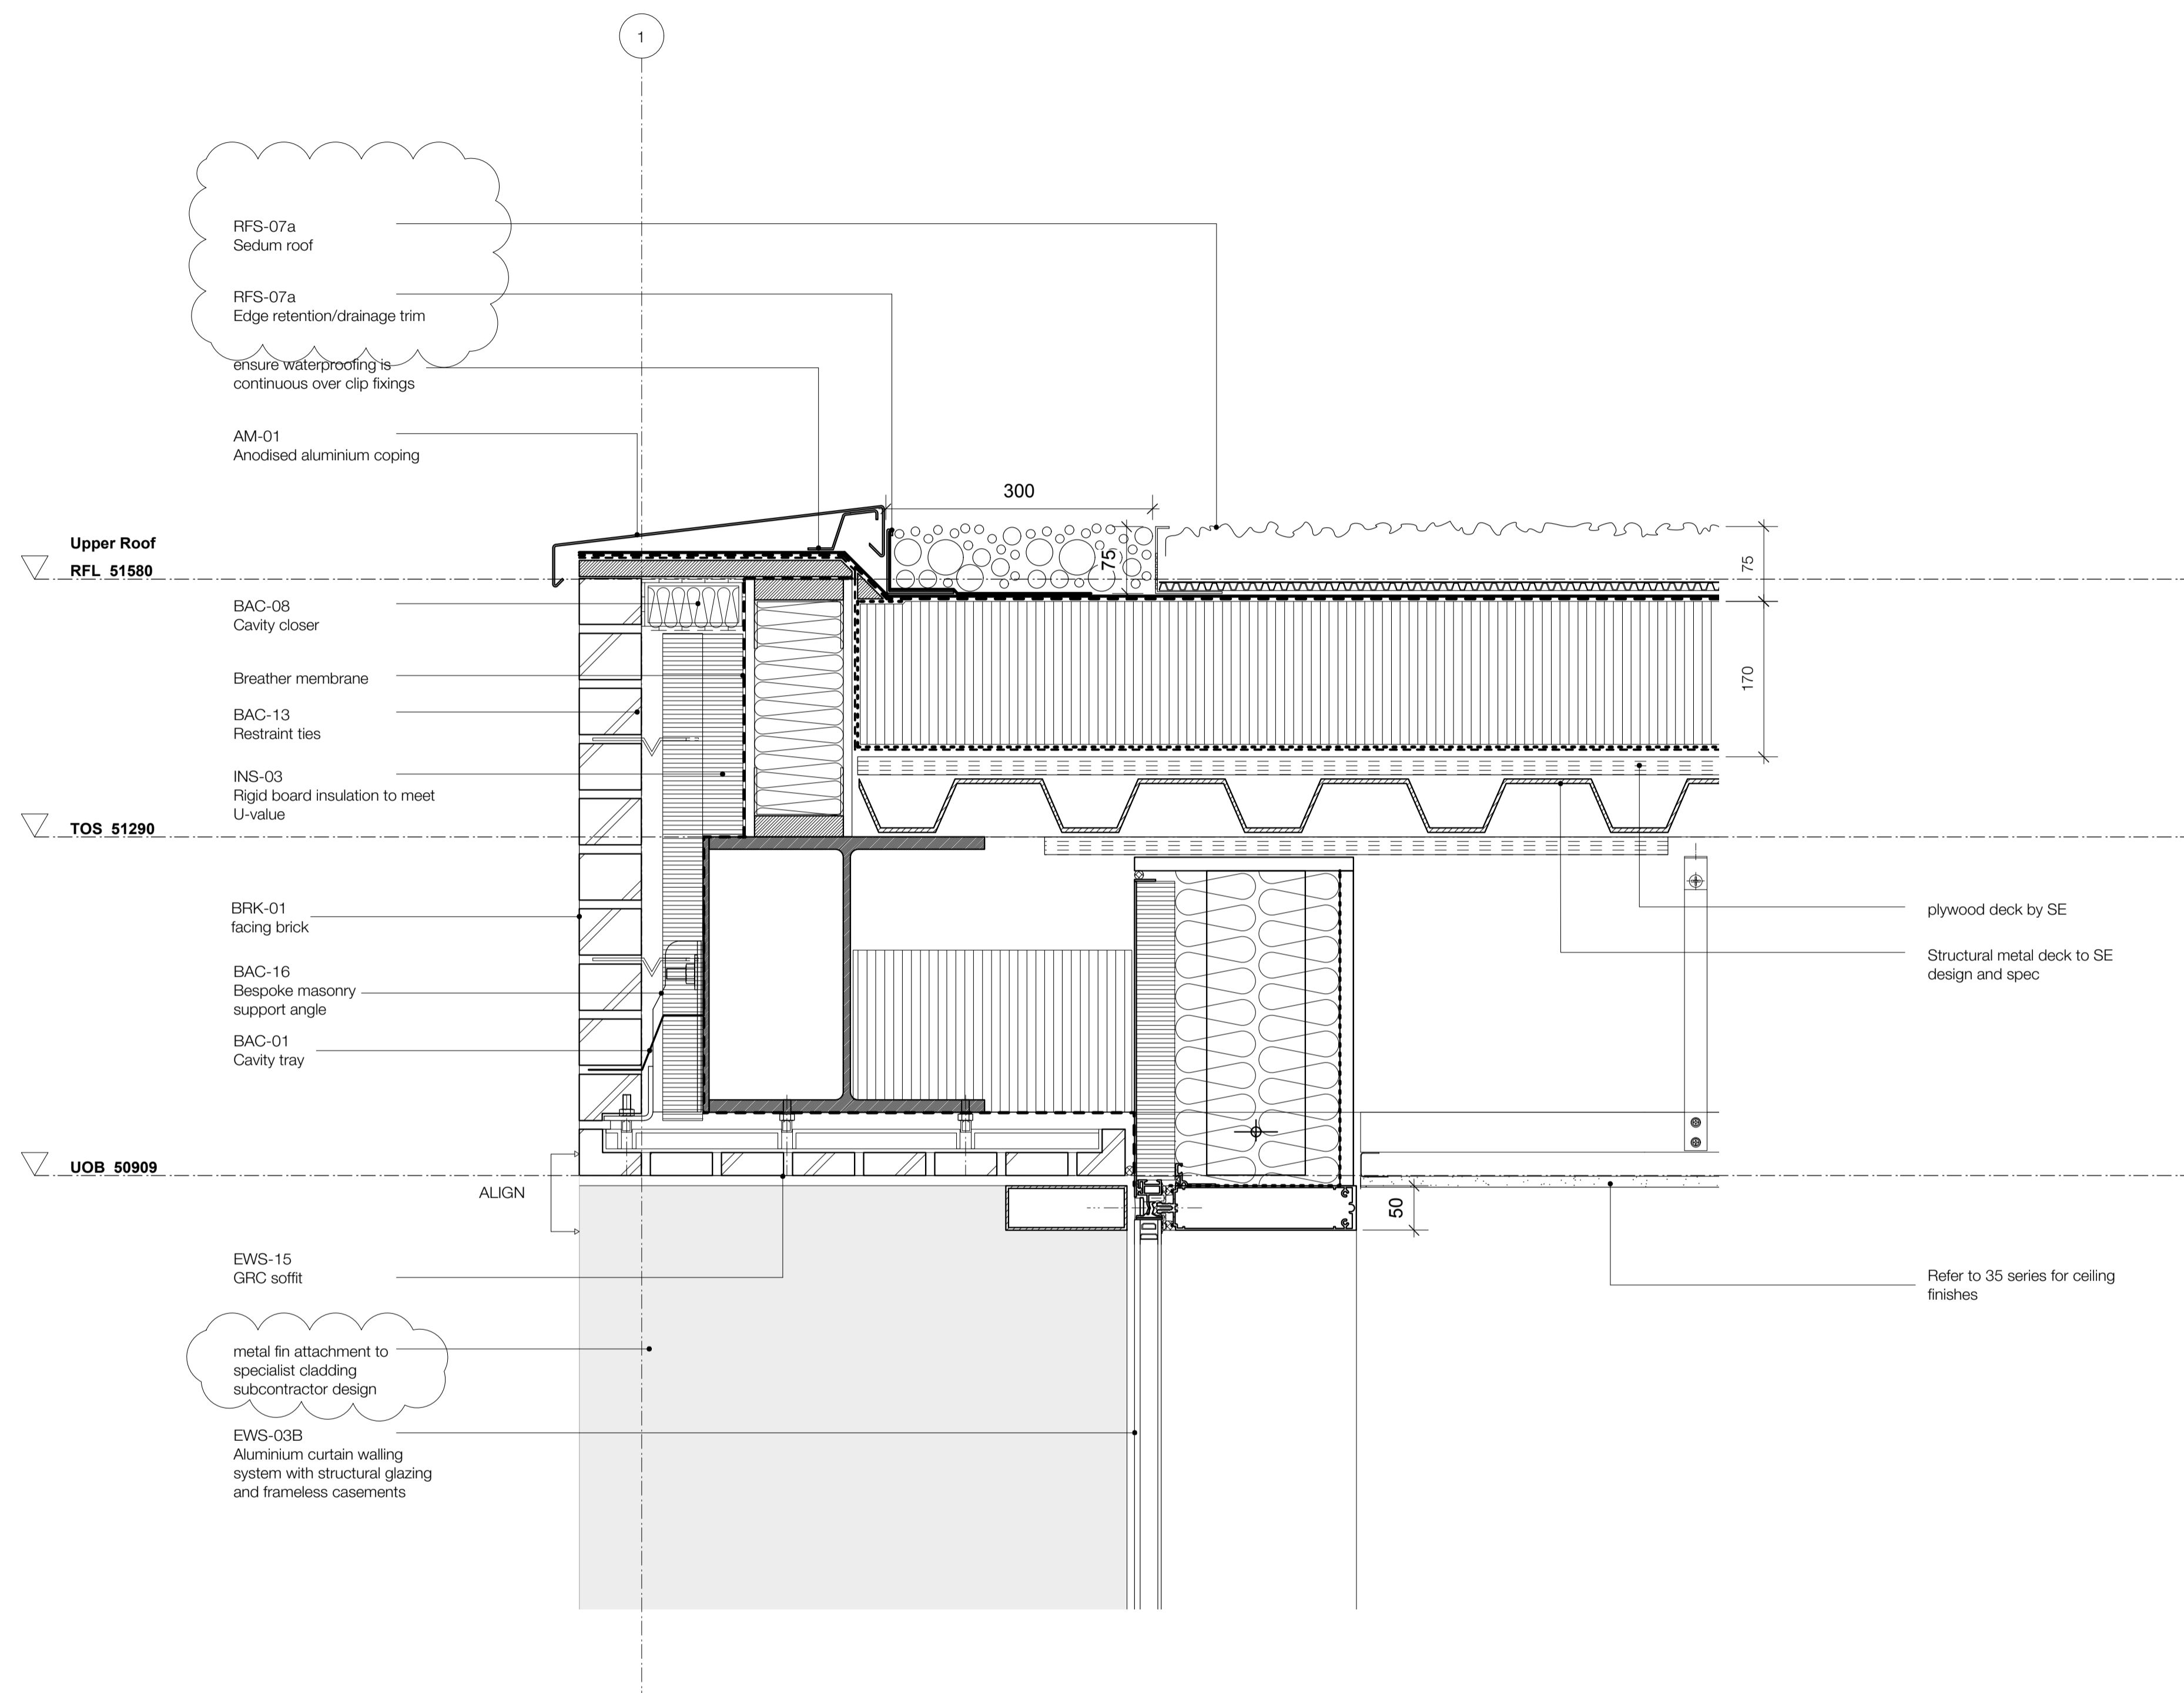 1
RFS-07a
Sedum roof
RFS-07a
Edge retention/drainage trim
ensure waterproofing is
continuous over clip fixings
AM-01
Anodised aluminium coping
300
75
75
170
Upper Roof
RFL 51580
BAC-08
Cavity closer
Breather membrane
BAC-13
Restraint ties
INS-03
Rigid board insulation to meet
U-value
TOS 51290
BRK-01
facing brick
BAC-16
Bespoke masonry
support angle
BAC-01
Cavity tray
plywood deck by SE
Structural metal deck to SE
design and spec
UOB 50909
ALIGN
50
EWS-15
GRC soffit
Refer to 35 series for ceiling
finishes
metal fin attachment to
specialist cladding
subcontractor design
EWS-03B
Aluminium curtain walling
system with structural glazing
and frameless casements